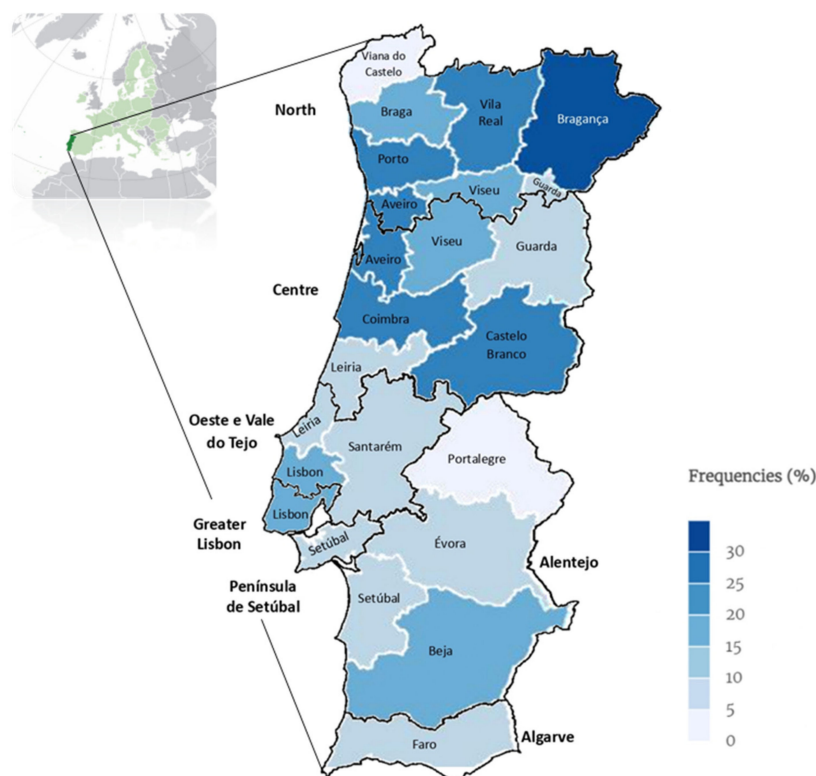 Viana do
Castelo
North
Braga
Vila
Real
Bragança
Porto
Guarda
Viseu
Aveiro
Viseu
Guarda
Aveiro
Centre
Coimbra
Castelo
Branco
Leiria
Oeste e Vale
do Tejo
Leiria
Santarém
Portalegre
Lisbon
Lisbon
Greater
Lisbon
Setúbal
Évora
Alentejo
Península
de Setúbal
Setúbal
Beja
Faro
Algarve
Frequencies (%)
30
25
20
15
10
5
0